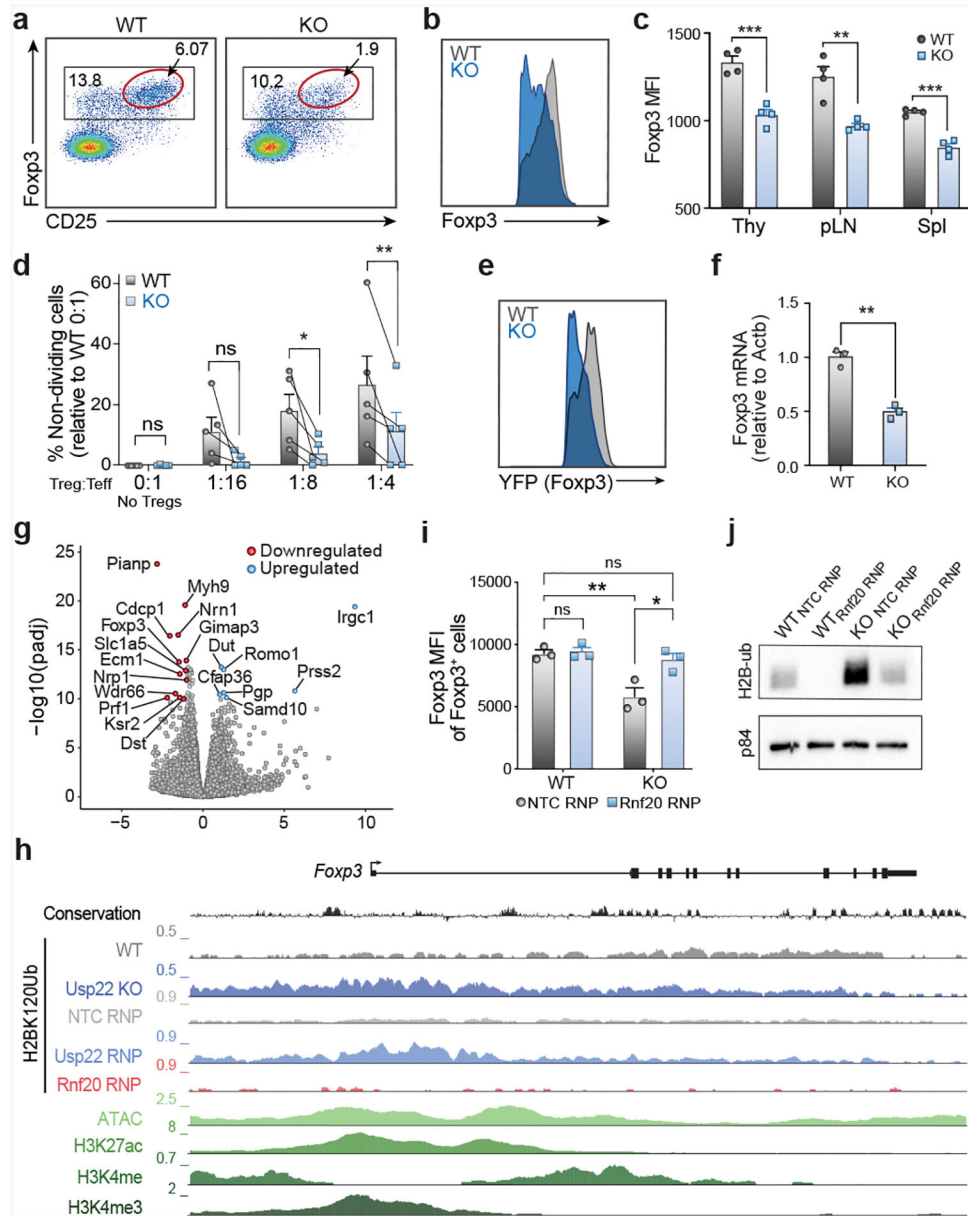 a
WT
KO
6.07
13.8
1.9
10.2
Foxp3
CD25
b
WT
KO
Foxp3
c
WT
KO
***
**
***
1500
1000
500
Foxp3 MFI
Thy
pLN
Spl
d
WT
KO
% Non-dividing cells
(relative to WT 0:1)
60
40
20
0
ns
ns
*
**
Treg:Teff
0:1
1:16
1:8
1:4
No Tregs
e
WT
KO
YFP (Foxp3)
f
Foxp3 mRNA
(relative to Actb)
1.5
1.0
0.5
0.0
**
WT
KO
g
Downregulated
Upregulated
−log10(padj)
25
20
15
10
5
0
Pianp
Myh9
Cdcp1
Nrn1
Foxp3
Gimap3
Slc1a5
Ecm1
Nrp1
Wdr66
Prf1
Ksr2
Dst
Irgc1
Dut
Romo1
Cfap36
Prss2
Pgp
Samd10
−5
0
5
10
i
Foxp3 MFI
of Foxp3+ cells
15000
10000
5000
0
ns
**
ns
*
WT
KO
NTC RNP
Rnf20 RNP
j
WT NTC RNP
WT Rnf20 RNP
KO NTC RNP
KO Rnf20 RNP
H2B-ub
p84
h
Foxp3
Conservation
H2BK120Ub
0.5
WT
0.5
Usp22 KO
0.9
NTC RNP
0.9
Usp22 RNP
0.9
Rnf20 RNP
2.5
ATAC
8
H3K27ac
0.7
H3K4me
2
H3K4me3